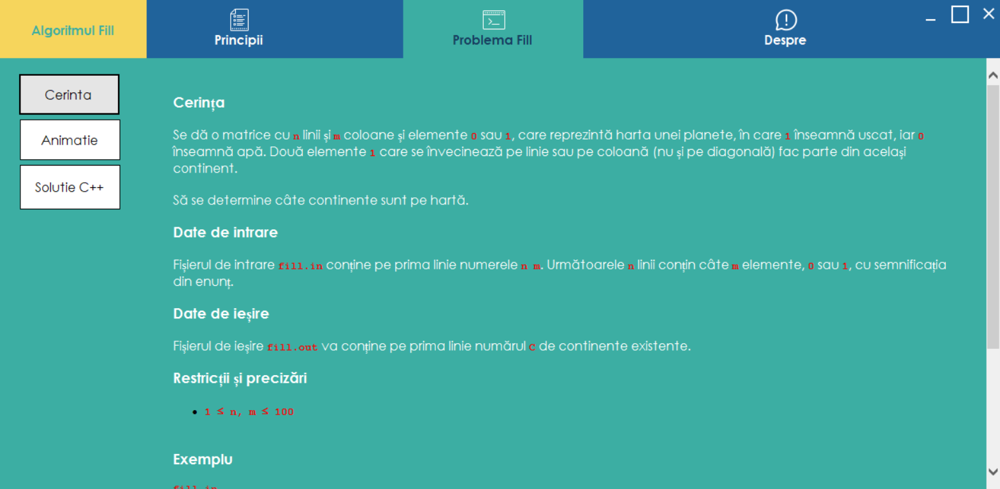 Algoritmul Fill
Principii
Problema Fill
Despre
Cerinta
Animatie
Solutie C++
Cerința
Se dă o matrice cu n linii și m coloane și elemente 0 sau 1, care reprezintă harta unei planete, în care 1 înseamnă uscat, iar 0
înseamnă apă. Două elemente 1 care se învecinează pe linie sau pe coloană (nu și pe diagonală) fac parte din același
continent.
Să se determine câte continente sunt pe hartă.
Date de intrare
Fișierul de intrare fill.in conține pe prima linie numerele n m. Următoarele n linii conțin câte m elemente, 0 sau 1, cu semnificația
din enunț.
Date de ieșire
Fișierul de ieșire fill.out va conține pe prima linie numărul C de continente existente.
Restricții și precizări
• 1 ≤ n, m ≤ 100
Exemplu
fill.in